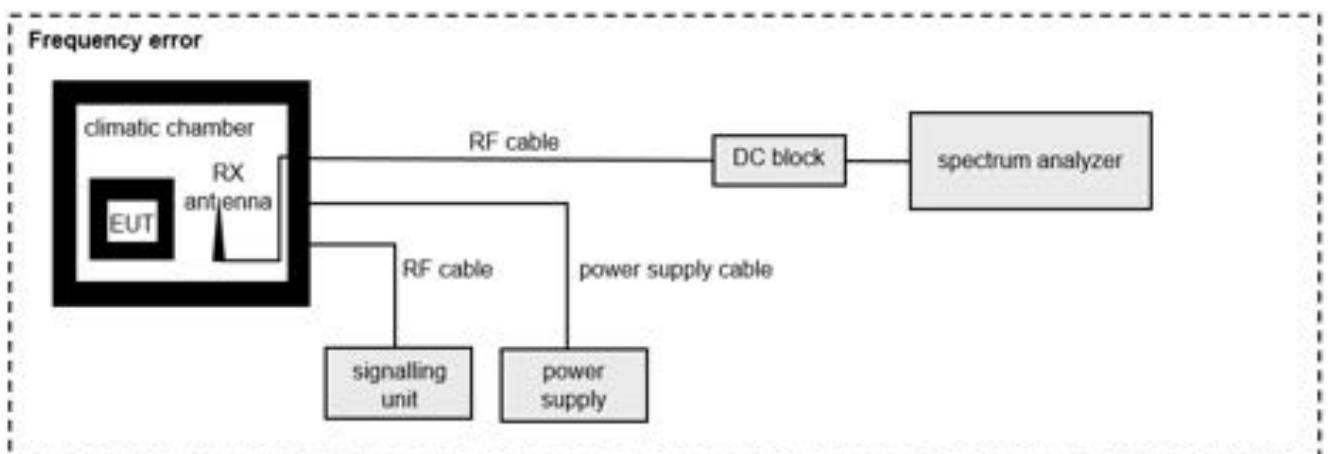 Frequency error
climatic chamber
RX
antenna
EUT
RF cable
DC block
spectrum analyzer
RF cable
power supply cable
signalling
unit
power
supply